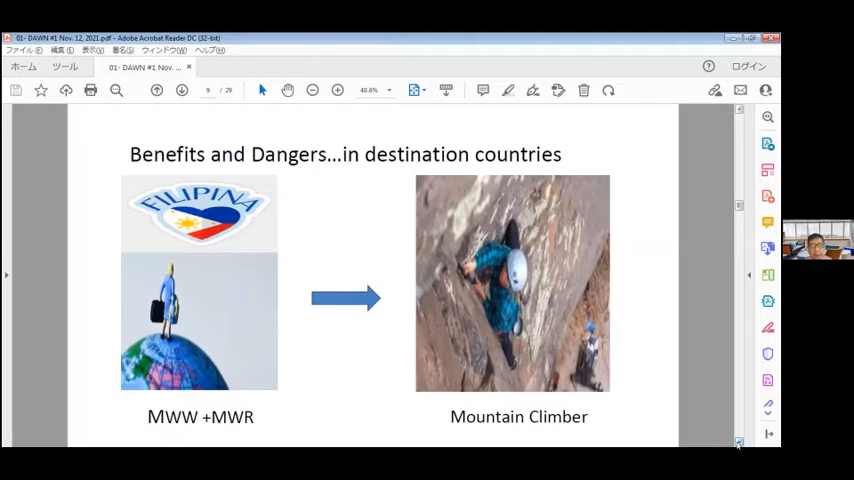 01- DAWN #1 Nov. 12, 2021.pdf - Adobe Acrobat Reader DC (32-bit)
ファイル(F) 編集(E) 表示(V) 署名(S) ウィンドウ(W) ヘルプ(H)
ホーム ツール 01- DAWN #1 Nov. ... × ログイン
9 / 29 48.6%
Benefits and Dangers...in destination countries
FILIPINA
MWW +MWR
Mountain Climber